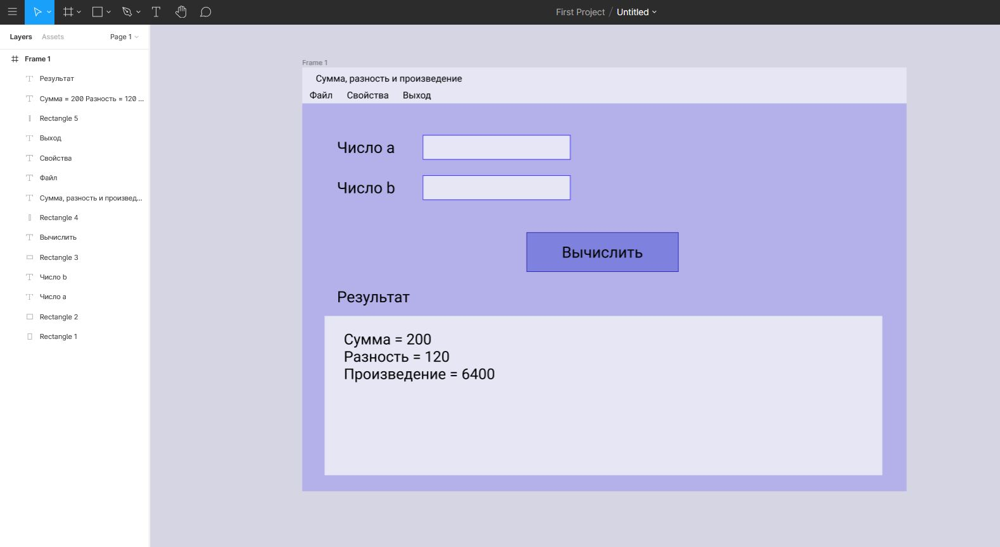 First Project / Untitled
Layers Assets Page 1
Frame 1
Результат
Сумма = 200 Разность = 120 ...
Rectangle 5
Выход
Свойства
Файл
Сумма, разность и произвед...
Rectangle 4
Вычислить
Rectangle 3
Число b
Число a
Rectangle 2
Rectangle 1
Frame 1
Сумма, разность и произведение
Файл Свойства Выход
Число a
Число b
Вычислить
Результат
Сумма = 200
Разность = 120
Произведение = 6400